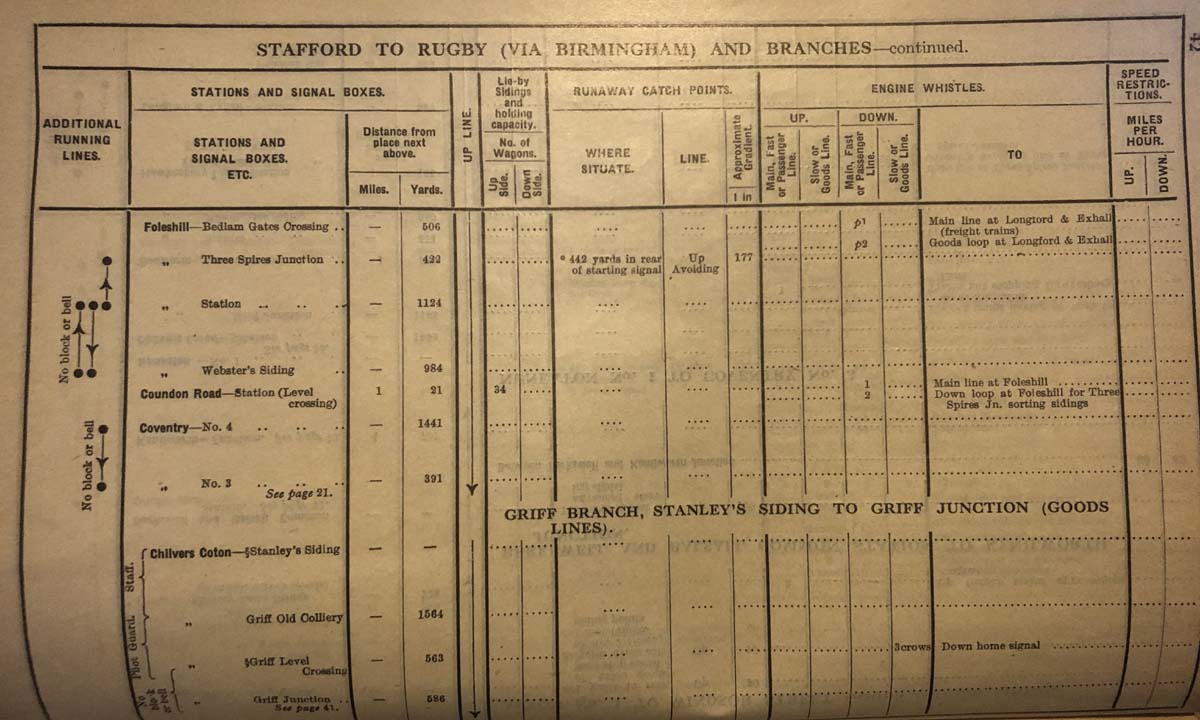 42
STAFFORD TO RUGBY (VIA BIRMINGHAM) AND BRANCHES—continued.
ADDITIONAL RUNNING LINES.
STATIONS AND SIGNAL BOXES.
STATIONS AND SIGNAL BOXES. ETC.
Distance from place next above.
Miles. Yards.
UP LINE.
Lie-by Sidings and holding capacity.
No. of Wagons.
Up Side. Down Side.
RUNAWAY CATCH POINTS.
WHERE SITUATE.
LINE.
Approximate Gradient.
1 in
ENGINE WHISTLES.
UP. DOWN.
Main, Fast or Passenger Line. Slow or Goods Line. Main, Fast or Passenger Line. Slow or Goods Line.
TO
SPEED RESTRIC-TIONS.
MILES PER HOUR.
UP. DOWN.
Foleshill—Bedlam Gates Crossing .. — 506 p1 Main line at Longford & Exhall
(freight trains)
p2 Goods loop at Longford & Exhall
„ Three Spires Junction .. — 422 * 442 yards in rear Up 177
of starting signal Avoiding
No block or bell
„ Station .. .. .. — 1124
„ Webster's Siding .. — 984
Coundon Road—Station (Level 1 21 34 1 Main line at Foleshill
crossing) 2 Down loop at Foleshill for Three
Spires Jn. sorting sidings
No block or bell
Coventry—No. 4 .. .. .. — 1441
„ No. 3 .. .. .. — 391
See page 21.
GRIFF BRANCH, STANLEY'S SIDING TO GRIFF JUNCTION (GOODS
LINES).
Chilvers Coton—§Stanley's Siding — —
Pilot Guard. Staff.
„ Griff Old Colliery — 1564
3crows Down home signal
„ §Griff Level — 563
Crossing
No block or bell
„ Griff Junction — 586
See page 41.